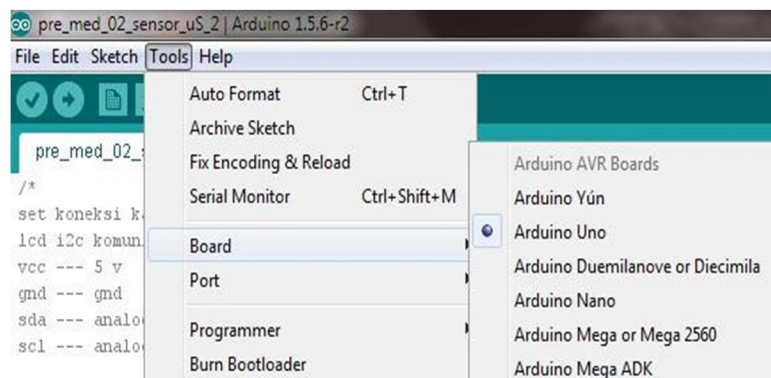 pre_med_02_sensor_uS_2 | Arduino 1.5.6-r2
File Edit Sketch Tools Help
Auto Format Ctrl+T
Archive Sketch
Fix Encoding & Reload
Serial Monitor Ctrl+Shift+M
Board
Port
Programmer
Burn Bootloader
Arduino AVR Boards
Arduino Yún
Arduino Uno
Arduino Duemilanove or Diecimila
Arduino Nano
Arduino Mega or Mega 2560
Arduino Mega ADK
pre_med_02_
/*
set koneksi k
lcd i2c komun
vcc --- 5 v
gnd --- gnd
sda --- analo
scl --- analo